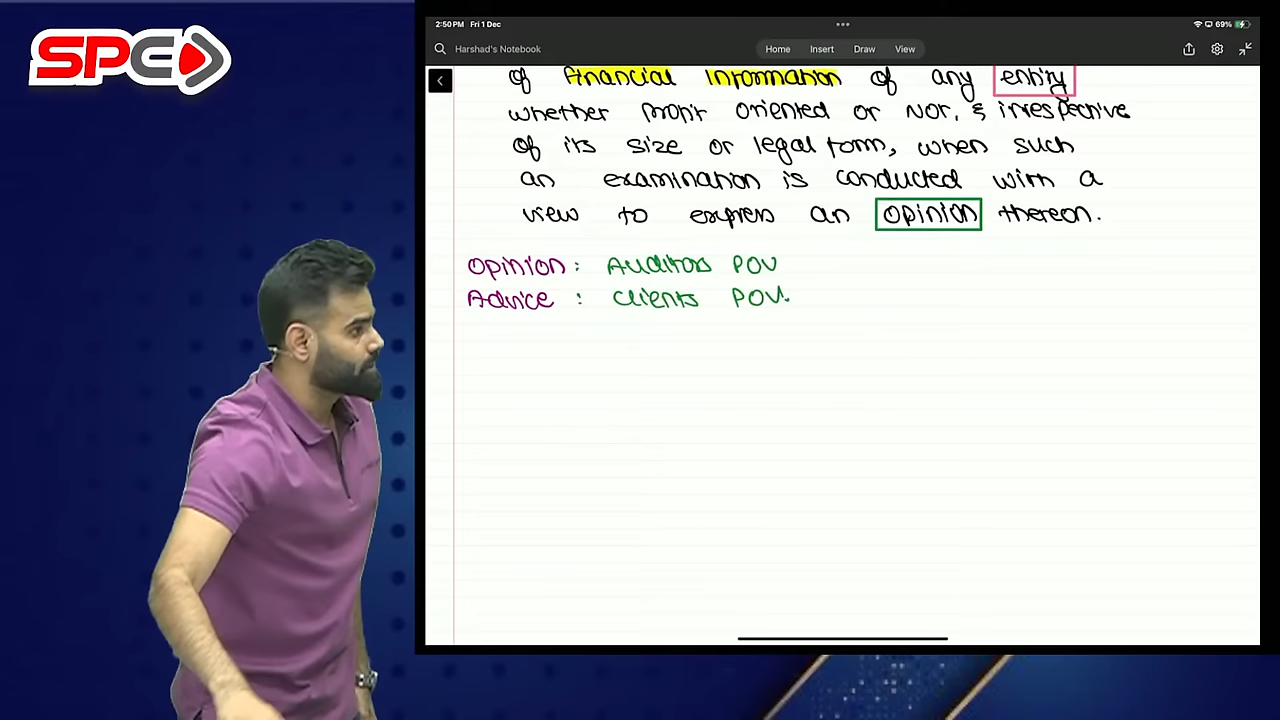 SPC
2:50 PM Fri 1 Dec
69%
Harshad's Notebook
Home Insert Draw View
of financial Information of any entity
whether profit oriented or Not, & irrespective
of its size or legal form, when such
an examination is conducted with a
view to express an opinion thereon.
Opinion : Auditors POV
Advice : Clients POV.